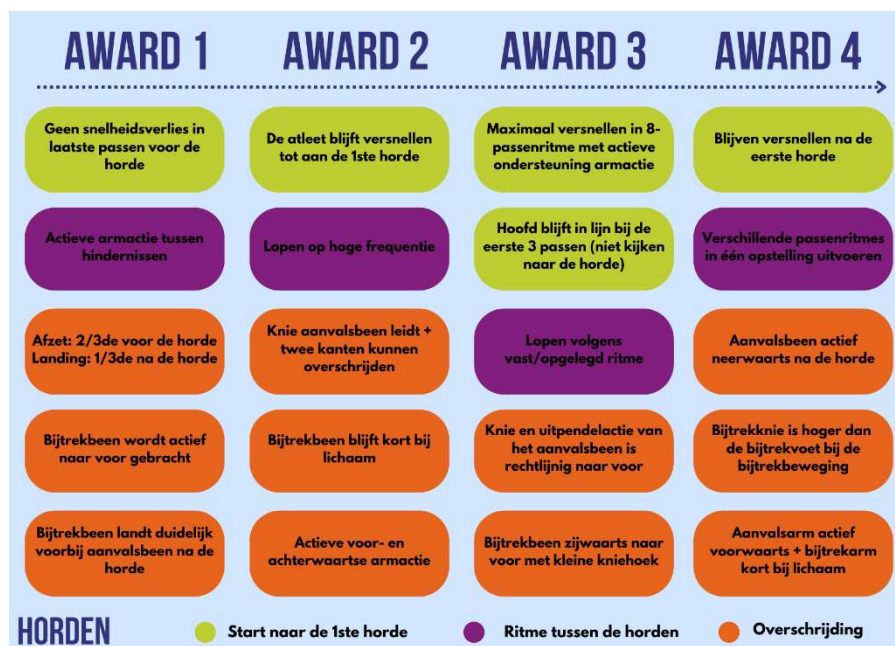 AWARD 1
AWARD 2
AWARD 3
AWARD 4
Geen snelheidsverlies in
laatste passen voor de
horde
De atleet blijft versnellen
tot aan de 1ste horde
Maximaal versnellen in 8-
passenritme met actieve
ondersteuning armactie
Blijven versnellen na de
eerste horde
Actieve armactie tussen
hindernissen
Lopen op hoge frequentie
Hoofd blijft in lijn bij de
eerste 3 passen (niet kijken
naar de horde)
Verschillende passenritmes
in één opstelling uitvoeren
Afzet: 2/3de voor de horde
Landing: 1/3de na de horde
Knie aanvalsbeen leidt +
twee kanten kunnen
overschrijden
Lopen volgens
vast/opgelegd ritme
Aanvalsbeen actief
neerwaarts na de horde
Bijtrekbeen wordt actief
naar voor gebracht
Bijtrekbeen blijft kort bij
lichaam
Knie en uitpendelactie van
het aanvalsbeen is
rechtlijnig naar voor
Bijtrekknie is hoger dan
de bijtrekvoet bij de
bijtrekbeweging
Bijtrekbeen landt duidelijk
voorbij aanvalsbeen na de
horde
Actieve voor- en
achterwaartse armactie
Bijtrekbeen zijwaarts naar
voor met kleine kniehoek
Aanvalsarm actief
voorwaarts + bijtrekarm
kort bij lichaam
HORDEN
Start naar de 1ste horde
Ritme tussen de horden
Overschrijding